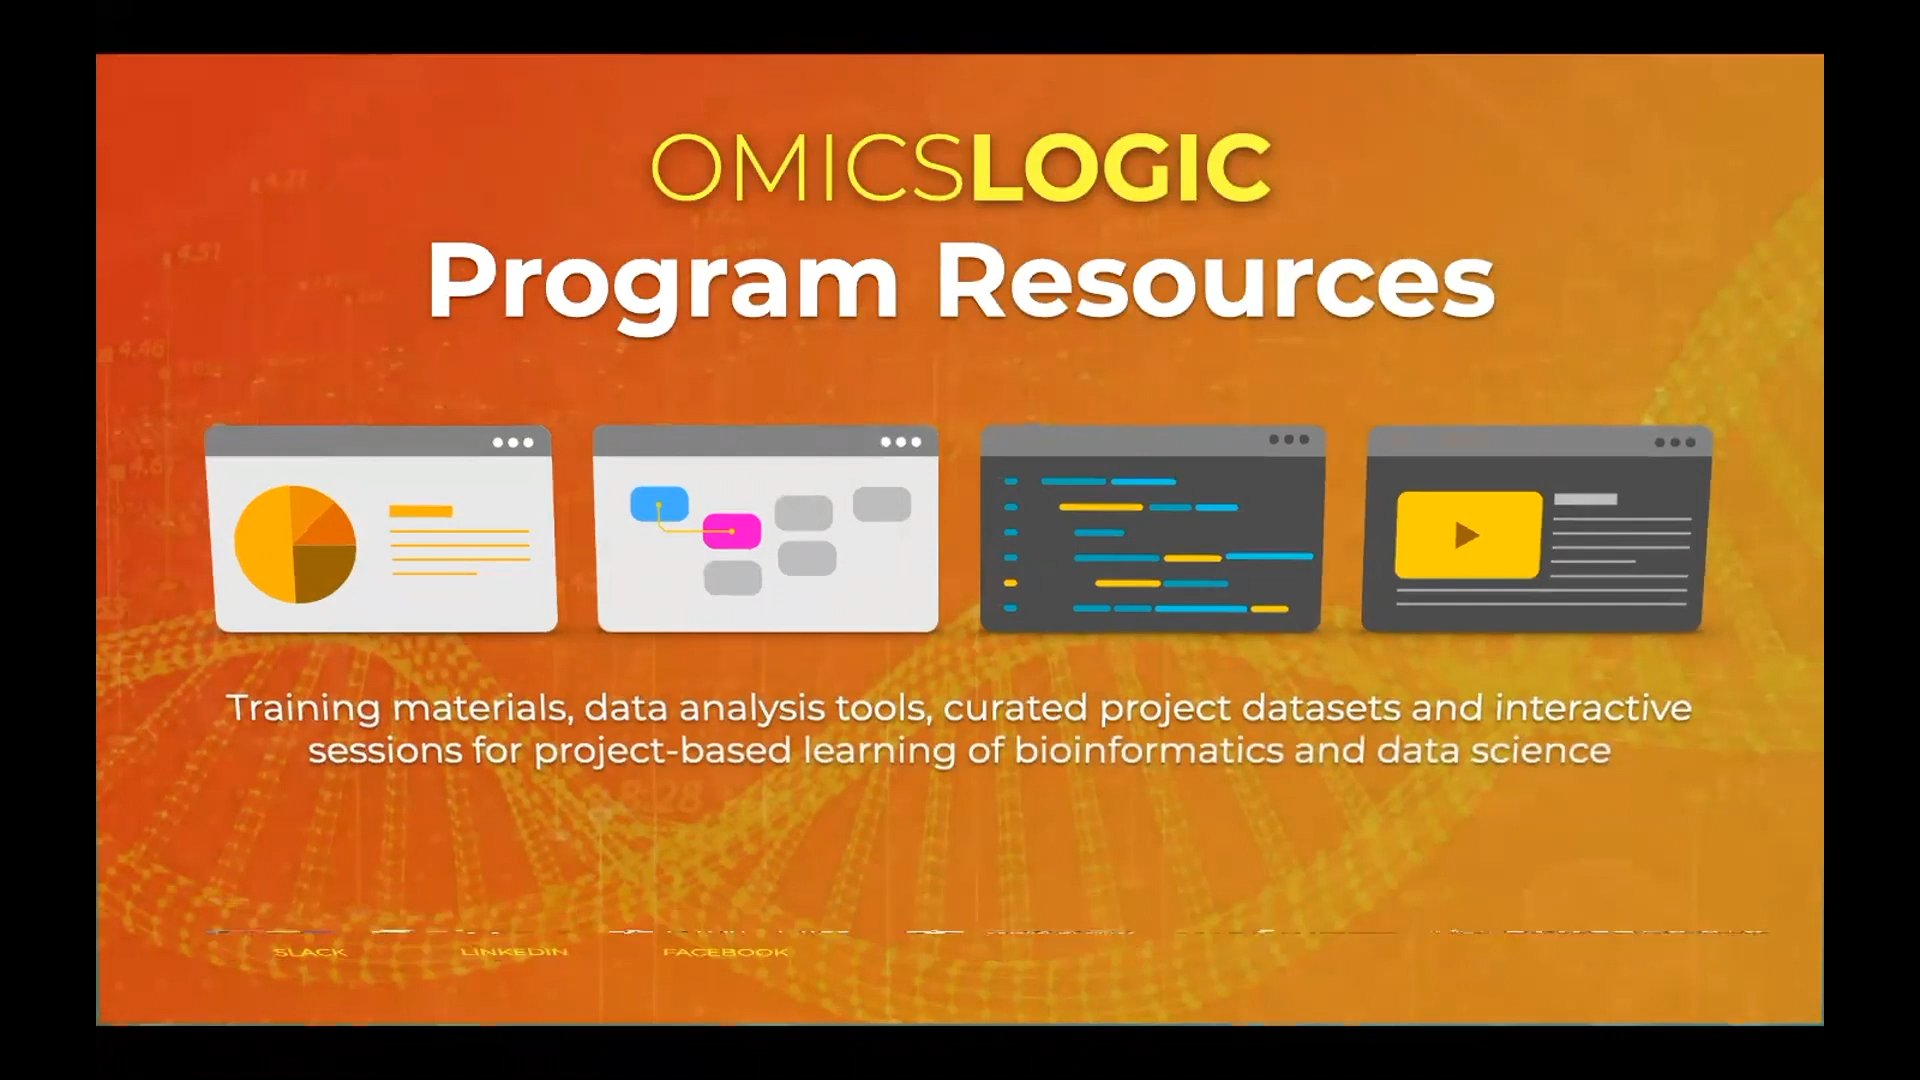 OMICSLOGIC
Program Resources
Training materials, data analysis tools, curated project datasets and interactive
sessions for project-based learning of bioinformatics and data science
SLACK LINKEDIN FACEBOOK